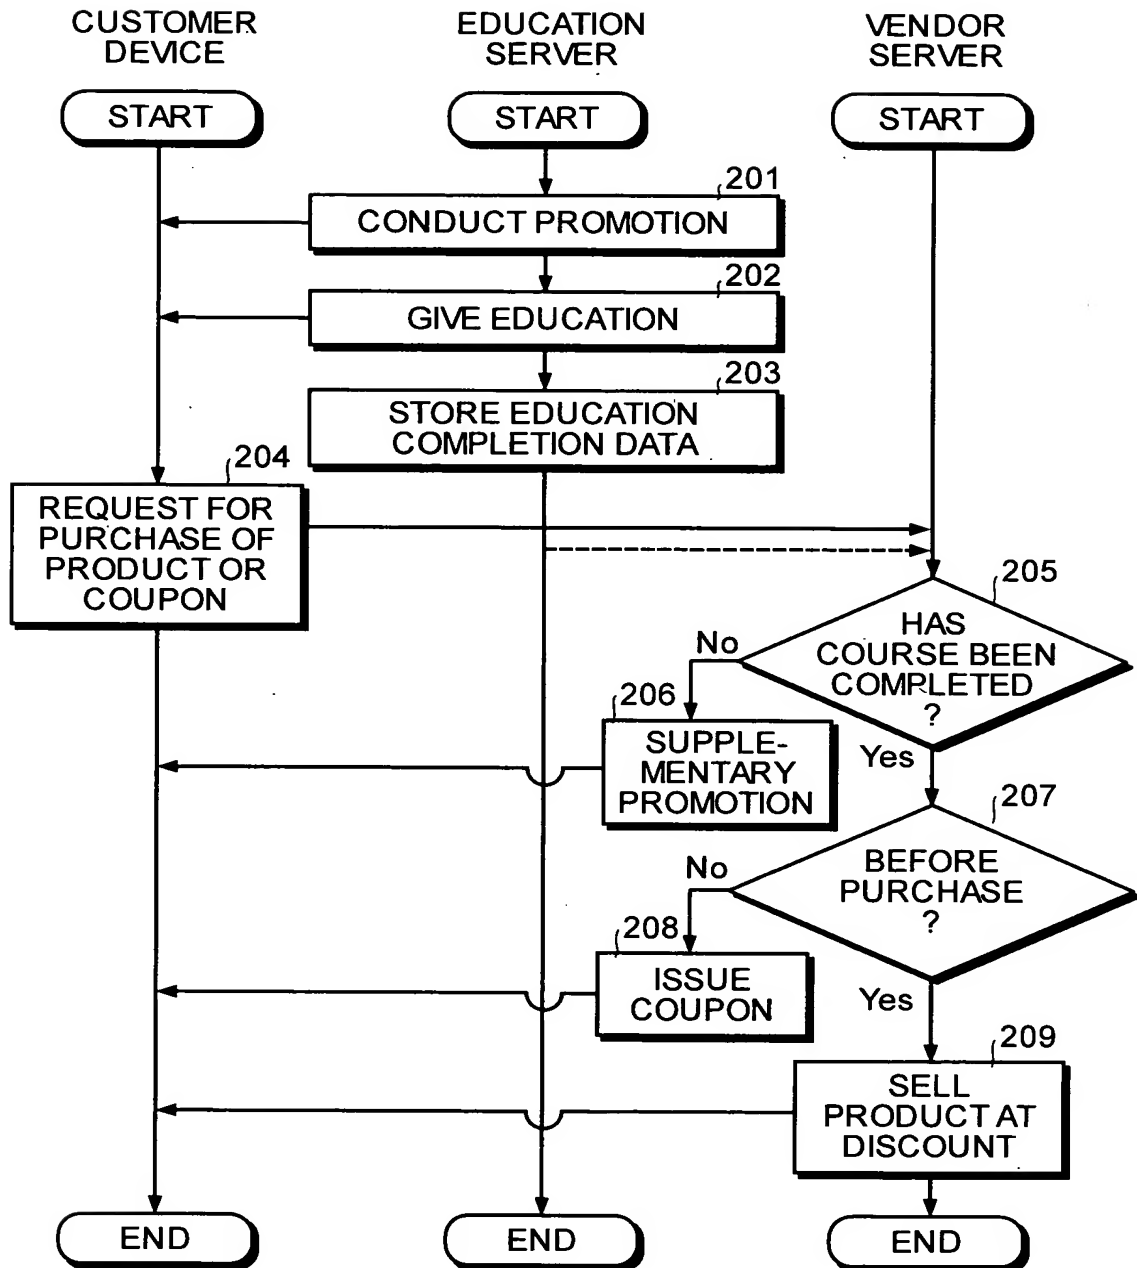 CUSTOMER
DEVICE
EDUCATION
SERVER
VENDOR
SERVER
START
START
START
201
CONDUCT PROMOTION
202
GIVE EDUCATION
203
STORE EDUCATION
COMPLETION DATA
204
REQUEST FOR
PURCHASE OF
PRODUCT OR
COUPON
205
HAS
COURSE BEEN
COMPLETED
?
No
Yes
206
SUPPLE-
MENTARY
PROMOTION
207
BEFORE
PURCHASE
?
No
Yes
208
ISSUE
COUPON
209
SELL
PRODUCT AT
DISCOUNT
END
END
END